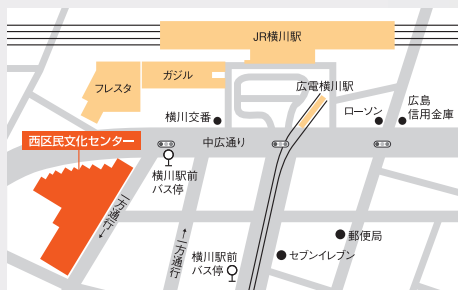 JR横川駅
ガジル
フレスタ
広電横川駅
横川交番
ローソン
広島
信用金庫
西区民文化センター
中広通り
横川駅前
バス停
←一方通行
←一方通行
横川駅前
バス停
郵便局
セブンイレブン